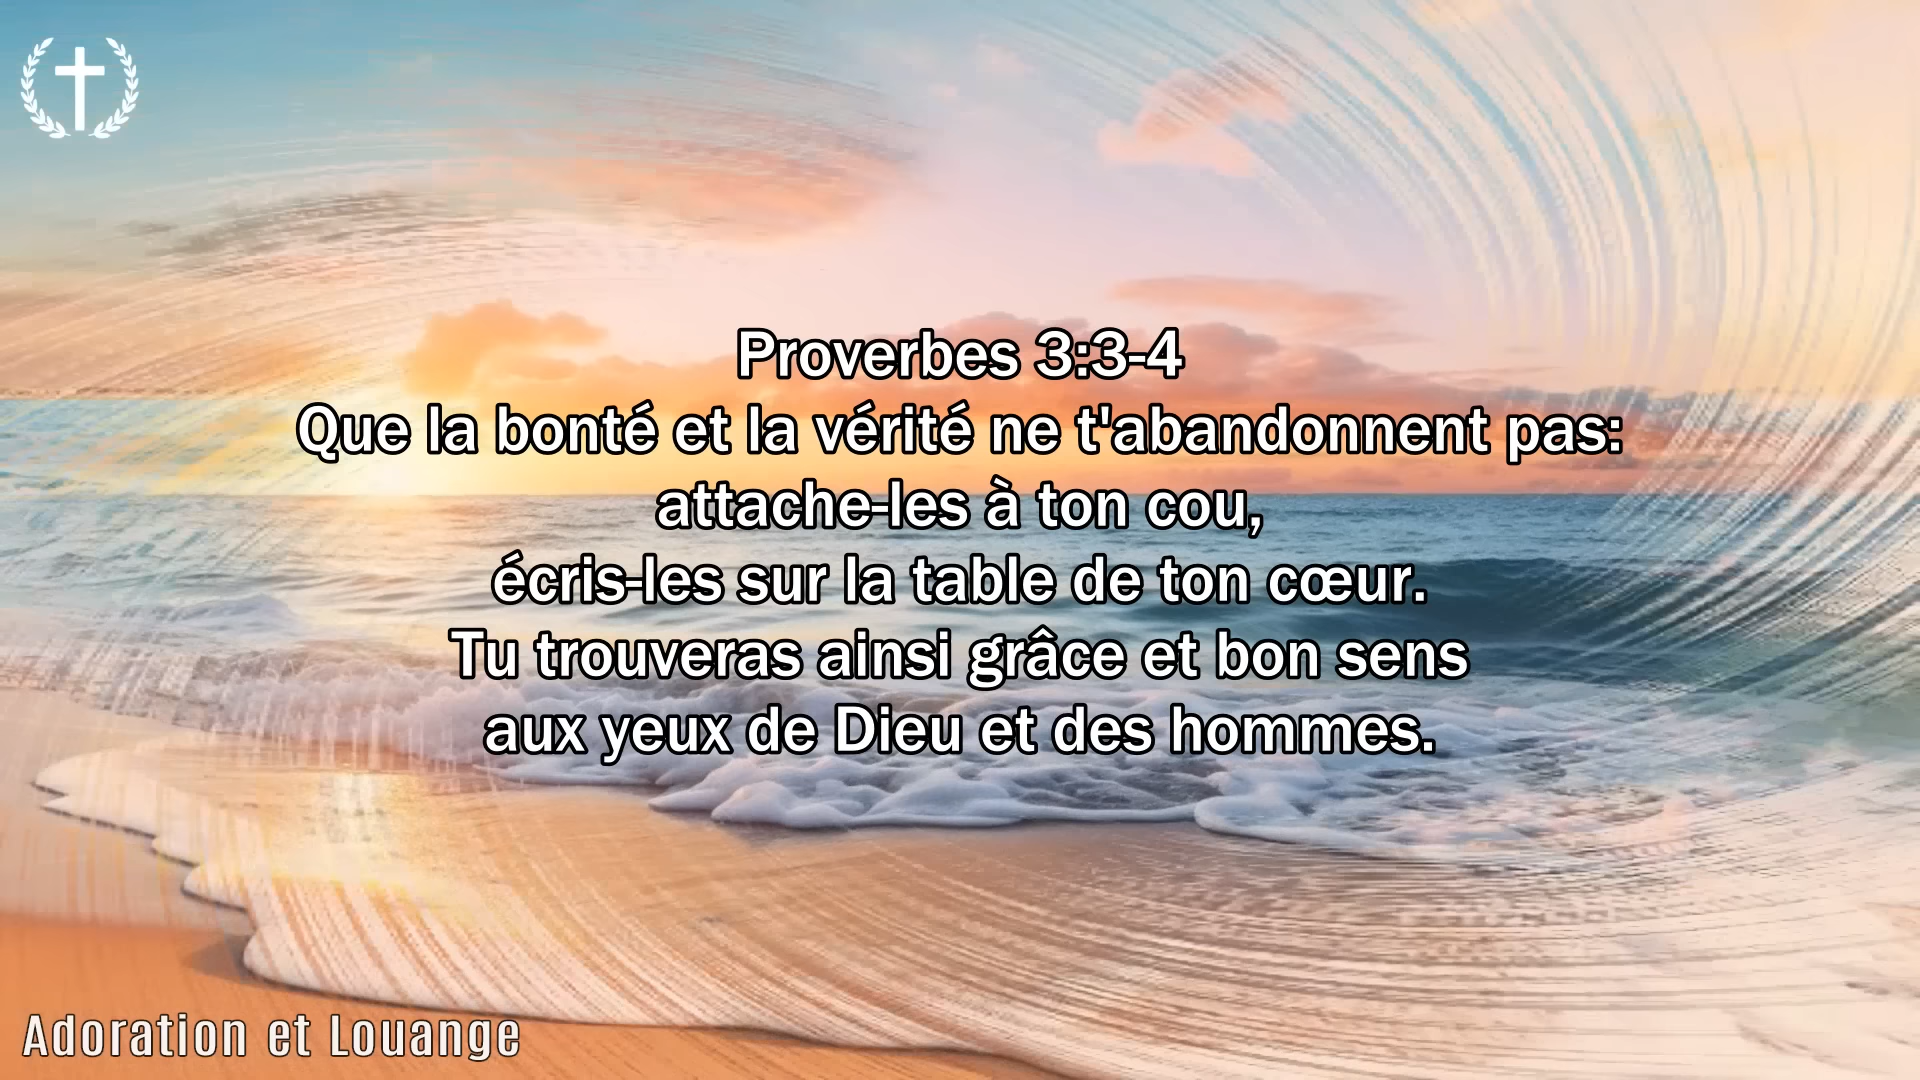 Proverbes 3:3-4
Que la bonté et la vérité ne t'abandonnent pas:
attache-les à ton cou,
écris-les sur la table de ton cœur.
Tu trouveras ainsi grâce et bon sens
aux yeux de Dieu et des hommes.
Adoration et Louange